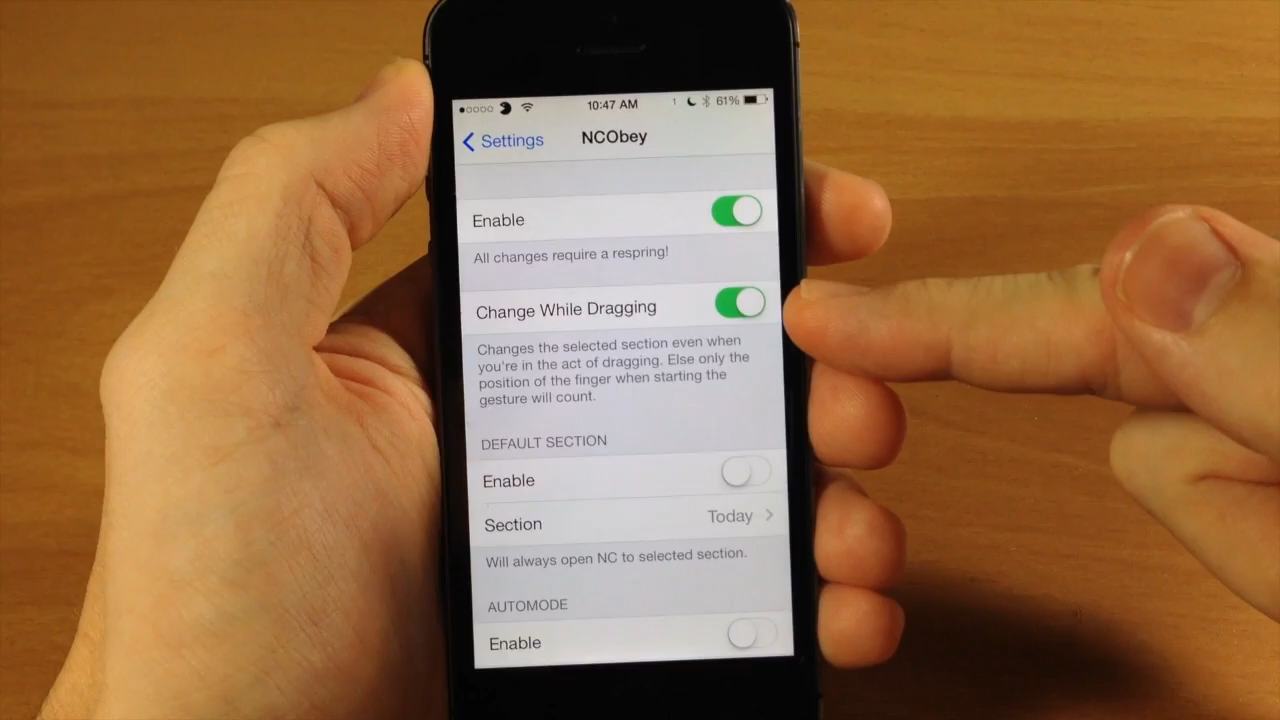 10:47 AM 1 61%
Settings NCObey
Enable
All changes require a respring!
Change While Dragging
Changes the selected section even when
you're in the act of dragging. Else only the
position of the finger when starting the
gesture will count.
DEFAULT SECTION
Enable
Section Today
Will always open NC to selected section.
AUTOMODE
Enable